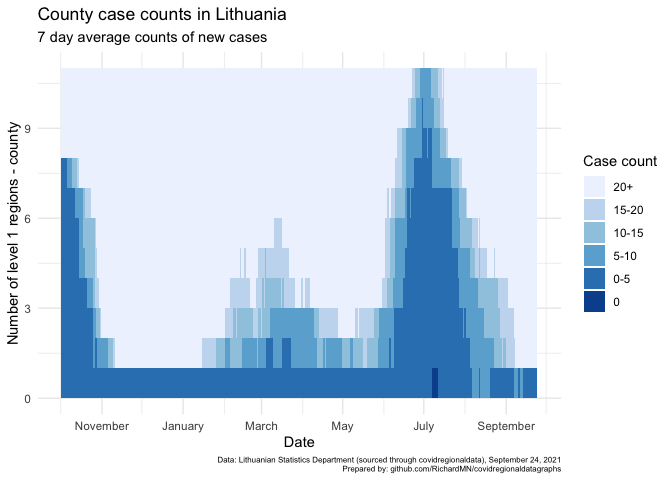 County case counts in Lithuania
7 day average counts of new cases
Number of level 1 regions - county
9
6
3
0
November
January
March
May
July
September
Date
Case count
20+
15-20
10-15
5-10
0-5
0
Data: Lithuanian Statistics Department (sourced through covidregionaldata), September 24, 2021
Prepared by: github.com/RichardMN/covidregionaldatagraphs